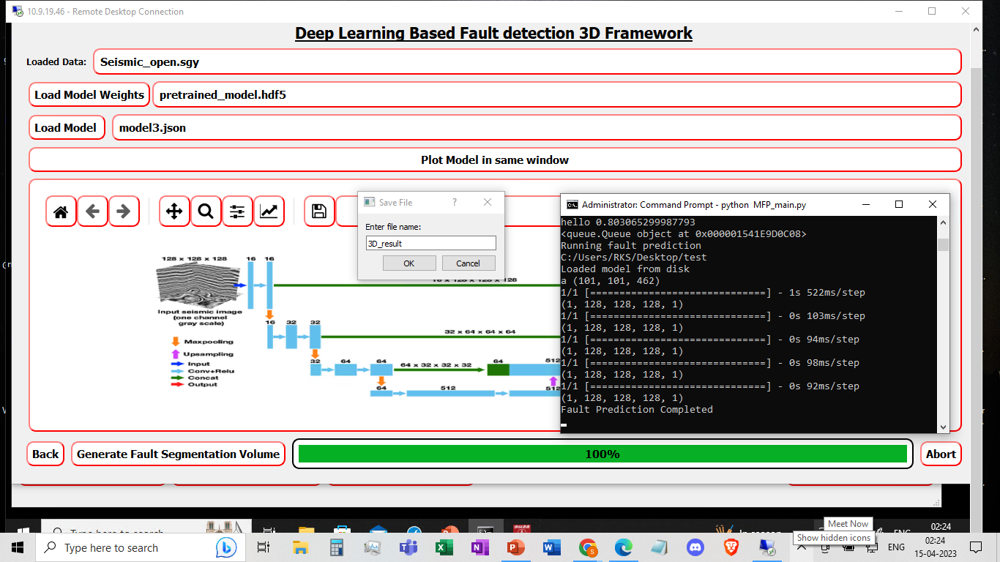 10.9.19.46 - Remote Desktop Connection
Deep Learning Based Fault detection 3D Framework
Loaded Data: Seismic_open.sgy
Load Model Weights pretrained_model.hdf5
Load Model model3.json
Plot Model in same window
Save File ?
Enter file name:
3D_result
OK Cancel
128 x 128 x 128 16 16
16 x 128 x 128 x 128
Input seismic image
(one channel
gray scale)
16 32 32
32 x 64 x 64 x 64
Maxpooling
Upsampling
Input
Conv+Relu
Concat
Output
32 64 64 64 x 32 x 32 x 32 64 512
64 512 512
Administrator: Command Prompt - python MFP_main.py
hello 0.803065299987793
<queue.Queue object at 0x000001541E9D0C08>
Running fault prediction
C:/Users/RKS/Desktop/test
Loaded model from disk
a (101, 101, 462)
1/1 [==============================] - 1s 522ms/step
(1, 128, 128, 128, 1)
1/1 [==============================] - 0s 103ms/step
(1, 128, 128, 128, 1)
1/1 [==============================] - 0s 94ms/step
(1, 128, 128, 128, 1)
1/1 [==============================] - 0s 98ms/step
(1, 128, 128, 128, 1)
1/1 [==============================] - 0s 92ms/step
(1, 128, 128, 128, 1)
Fault Prediction Completed
Back Generate Fault Segmentation Volume 100% Abort
Type here to search ENG 02:24
Meet Now
Show hidden icons
Type here to search ENG 02:24
15-04-2023